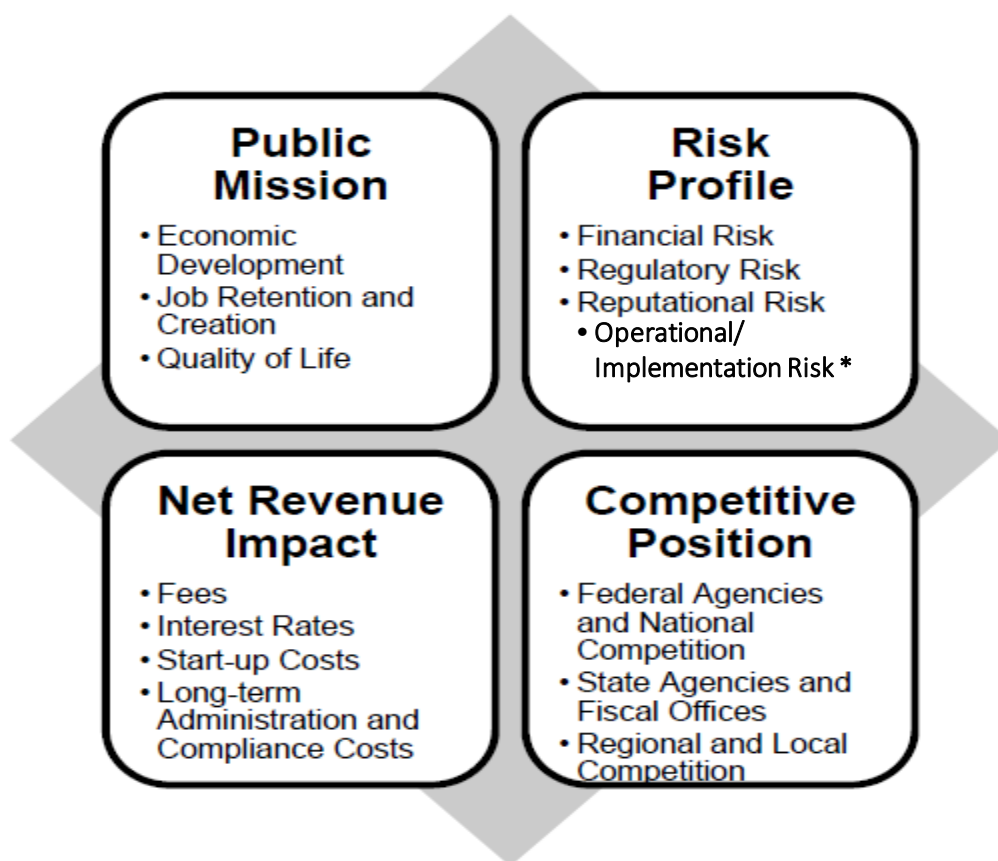 Public
Mission
• Economic
Development
• Job Retention and
Creation
• Quality of Life
Risk
Profile
• Financial Risk
• Regulatory Risk
• Reputational Risk
• Operational/
Implementation Risk *
Net Revenue
Impact
• Fees
• Interest Rates
• Start-up Costs
• Long-term
Administration and
Compliance Costs
Competitive
Position
• Federal Agencies
and National
Competition
• State Agencies and
Fiscal Offices
• Regional and Local
Competition